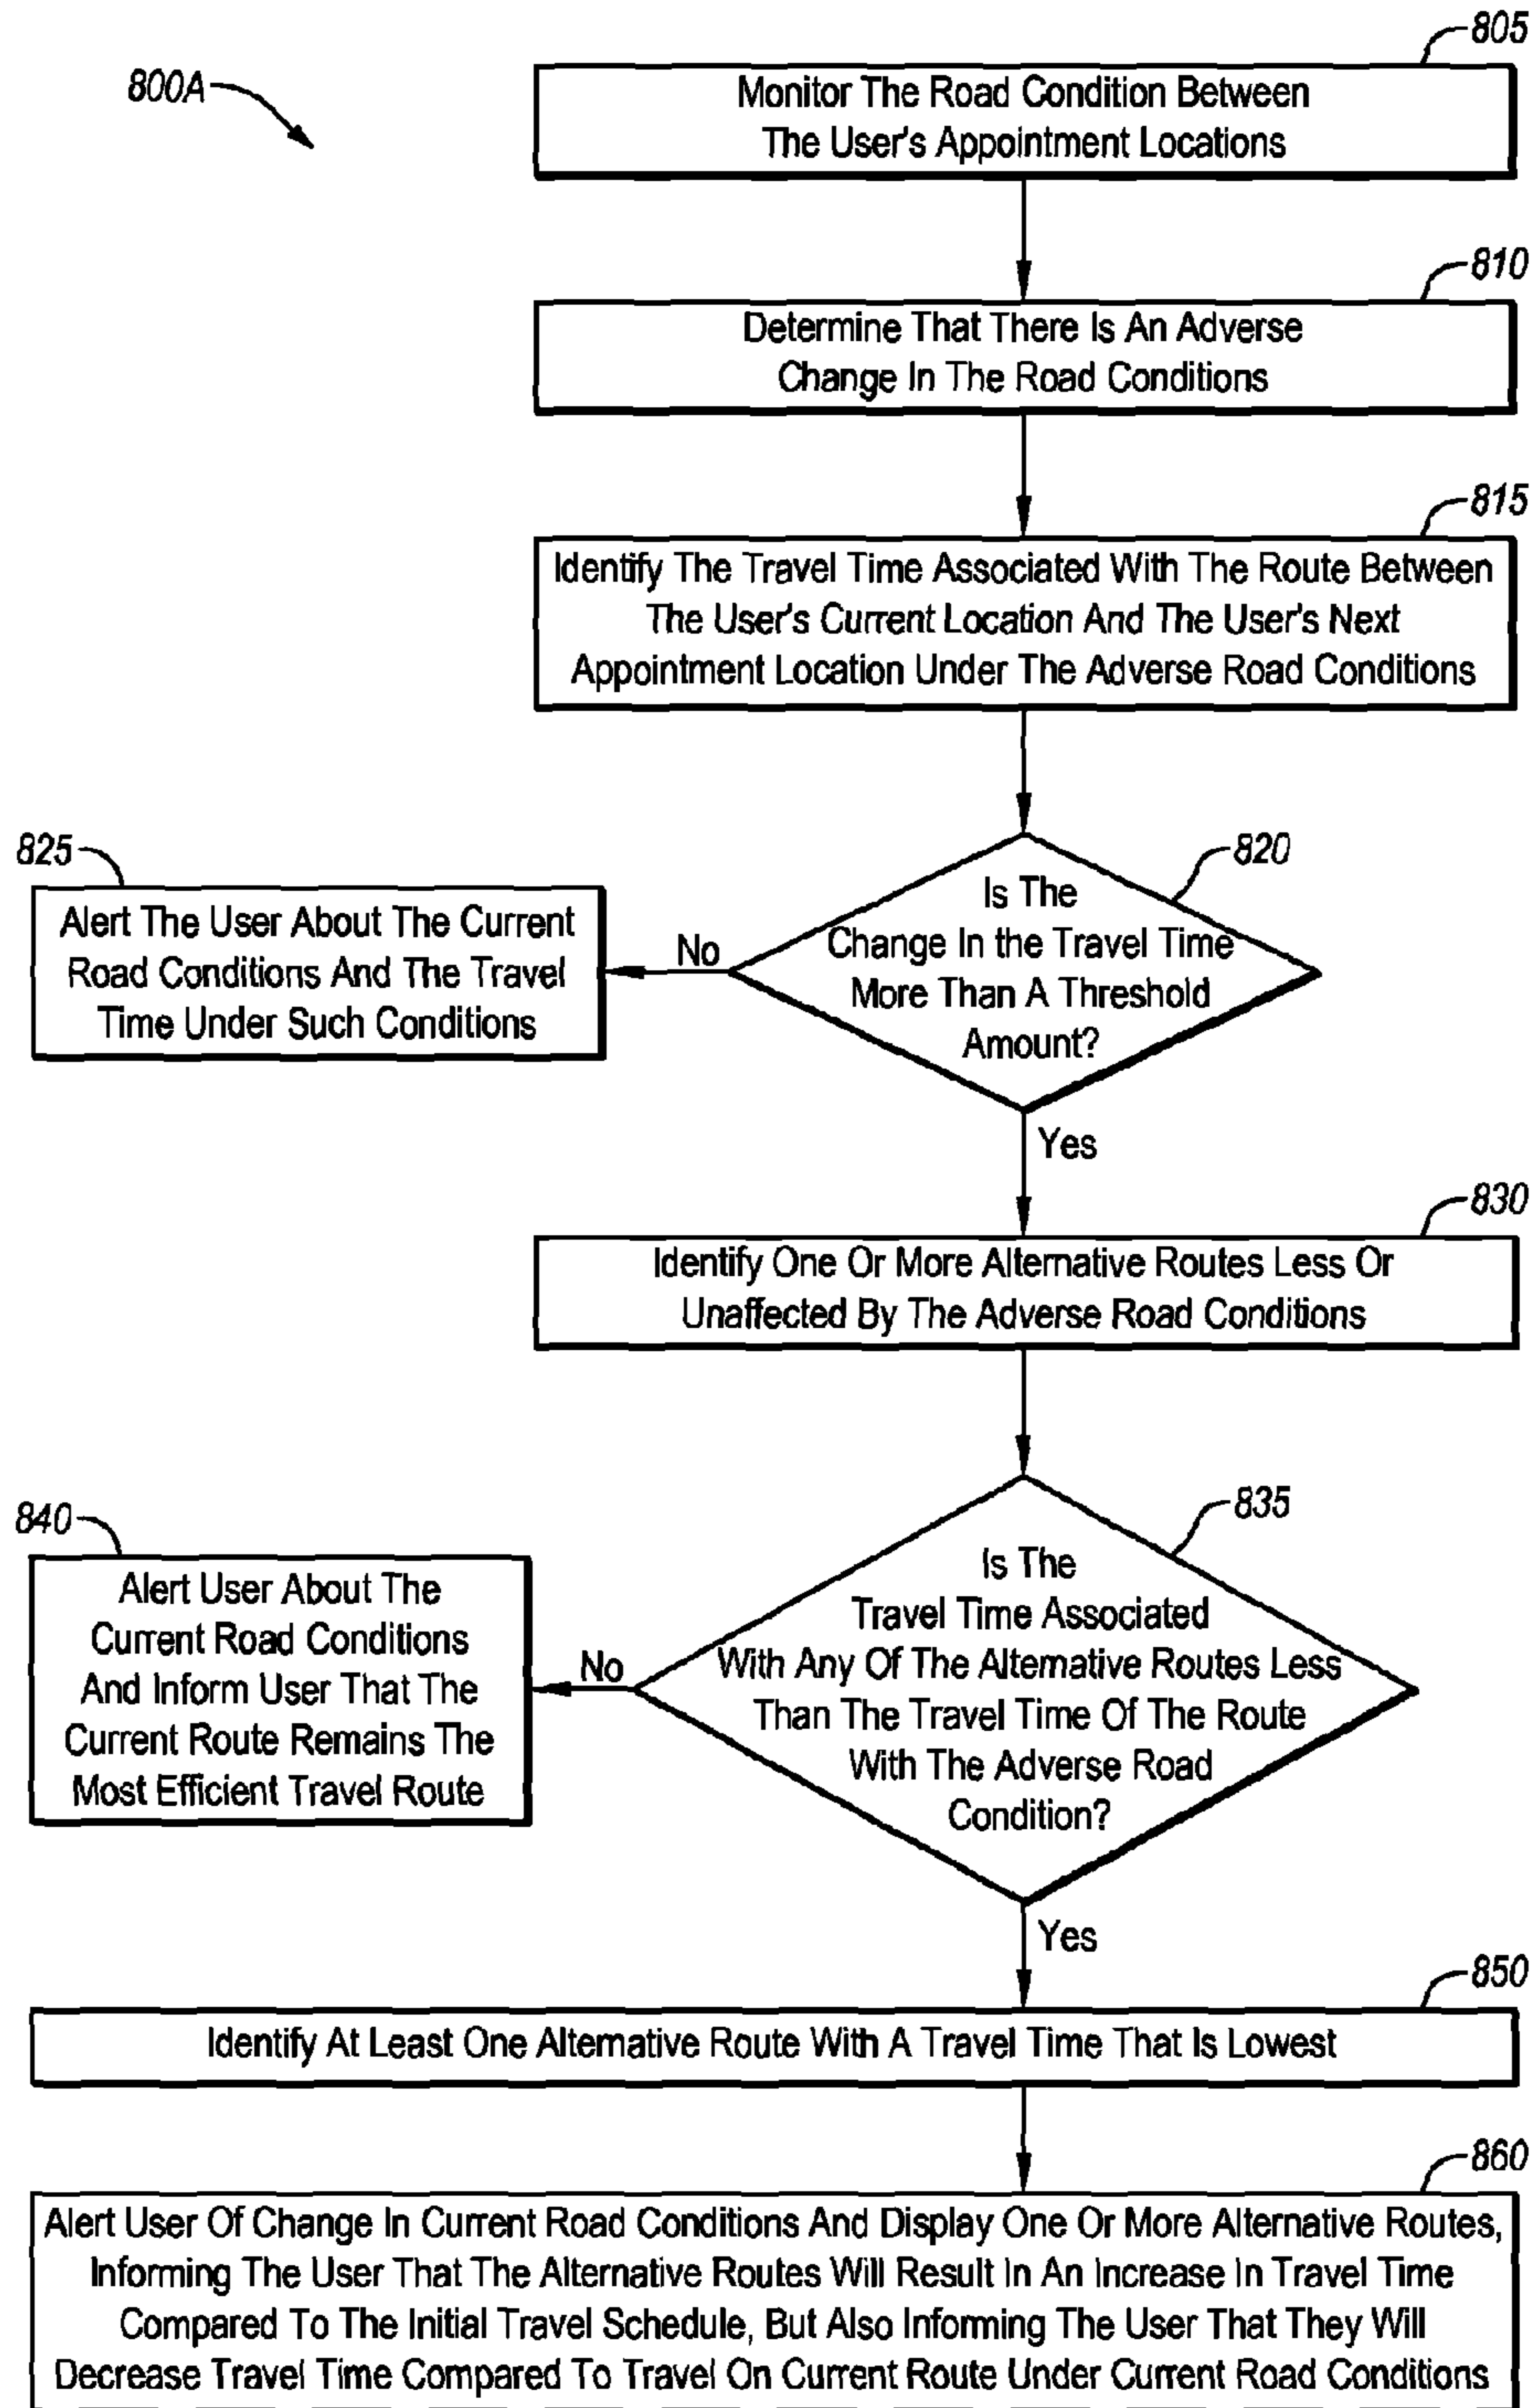 800A
805
Monitor The Road Condition Between
The User's Appointment Locations
810
Determine That There Is An Adverse
Change In The Road Conditions
815
Identify The Travel Time Associated With The Route Between
The User's Current Location And The User's Next
Appointment Location Under The Adverse Road Conditions
820
Is The
Change In the Travel Time
More Than A Threshold
Amount?
No
825
Alert The User About The Current
Road Conditions And The Travel
Time Under Such Conditions
Yes
830
Identify One Or More Alternative Routes Less Or
Unaffected By The Adverse Road Conditions
835
Is The
Travel Time Associated
With Any Of The Alternative Routes Less
Than The Travel Time Of The Route
With The Adverse Road
Condition?
No
840
Alert User About The
Current Road Conditions
And Inform User That The
Current Route Remains The
Most Efficient Travel Route
Yes
850
Identify At Least One Alternative Route With A Travel Time That Is Lowest
860
Alert User Of Change In Current Road Conditions And Display One Or More Alternative Routes,
Informing The User That The Alternative Routes Will Result In An Increase In Travel Time
Compared To The Initial Travel Schedule, But Also Informing The User That They Will
Decrease Travel Time Compared To Travel On Current Route Under Current Road Conditions